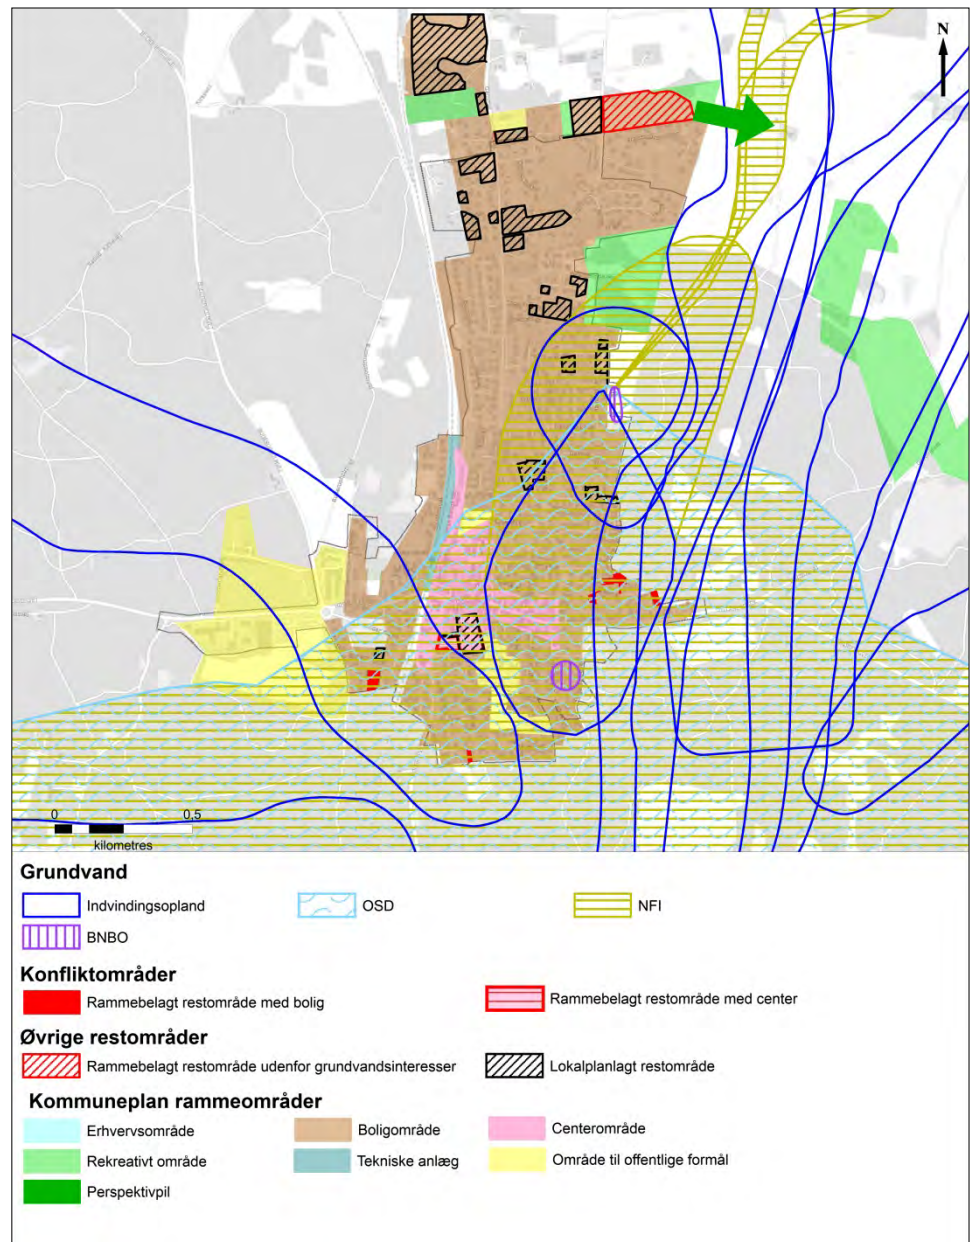 N
0 0,5
kilometres
Grundvand
Indvindingsopland OSD NFI
BNBO
Konfliktområder
Rammebelagt restområde med bolig Rammebelagt restområde med center
Øvrige restområder
Rammebelagt restområde udenfor grundvandsinteresser Lokalplanlagt restområde
Kommuneplan rammeområder
Erhvervsområde Boligområde Centerområde
Rekreativt område Tekniske anlæg Område til offentlige formål
Perspektivpil